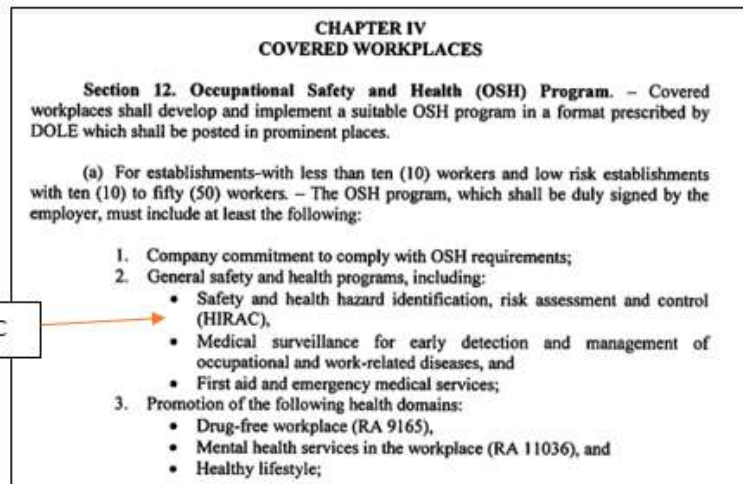 CHAPTER IV
COVERED WORKPLACES
Section 12. Occupational Safety and Health (OSH) Program. – Covered
workplaces shall develop and implement a suitable OSH program in a format prescribed by
DOLE which shall be posted in prominent places.
(a) For establishments-with less than ten (10) workers and low risk establishments
with ten (10) to fifty (50) workers. – The OSH program, which shall be duly signed by the
employer, must include at least the following:
1. Company commitment to comply with OSH requirements;
2. General safety and health programs, including:
• Safety and health hazard identification, risk assessment and control
(HIRAC),
• Medical surveillance for early detection and management of
occupational and work-related diseases, and
• First aid and emergency medical services;
3. Promotion of the following health domains:
• Drug-free workplace (RA 9165),
• Mental health services in the workplace (RA 11036), and
• Healthy lifestyle;